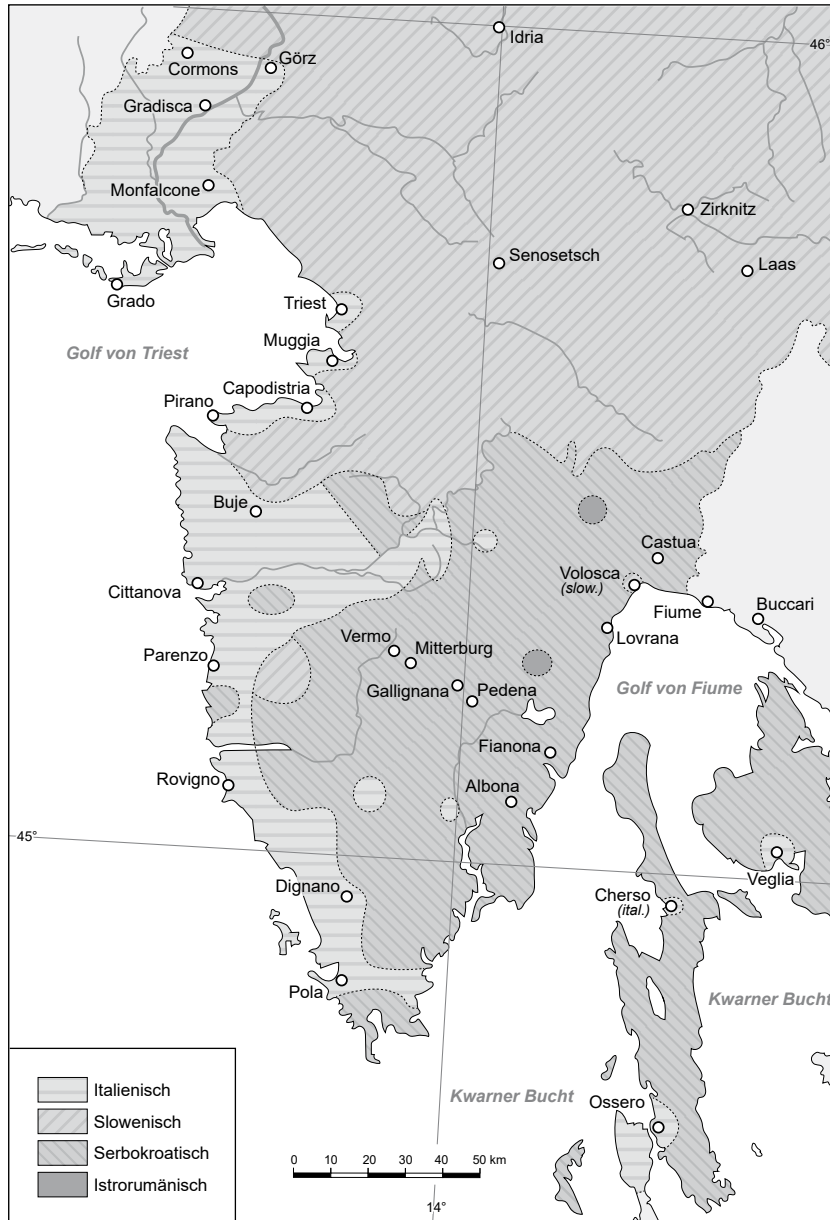 Idria
46°
Cormons
Görz
Gradisca
Monfalcone
Zirknitz
Senosetsch
Laas
Grado
Triest
Golf von Triest
Muggia
Capodistria
Pirano
Buje
Castua
Volosca
(slow.)
Cittanova
Fiume
Buccari
Lovrana
Vermo
Mitterburg
Parenzo
Gallignana
Pedena
Golf von Fiume
Fianona
Rovigno
Albona
45°
Veglia
Dignano
Cherso
(ital.)
Pola
Kwarner Bucht
Kwarner Bucht
Ossero
Italienisch
Slowenisch
Serbokroatisch
Istrorumänisch
0 10 20 30 40 50 km
14°